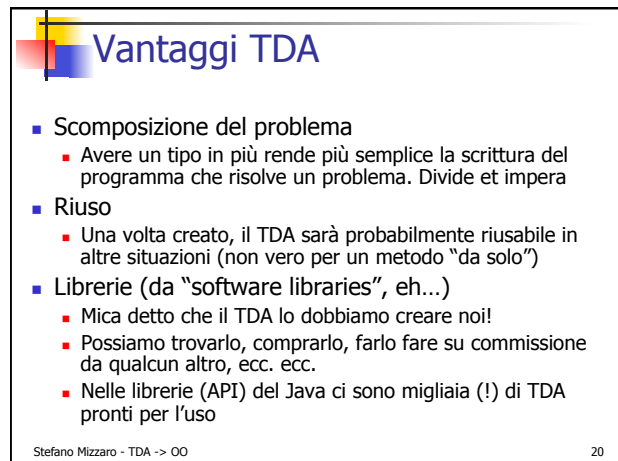 Vantaggi TDA
Scomposizione del problema
Avere un tipo in più rende più semplice la scrittura del
programma che risolve un problema. Divide et impera
Riuso
Una volta creato, il TDA sarà probabilmente riusabile in
altre situazioni (non vero per un metodo “da solo”)
Librerie (da “software libraries”, eh…)
Mica detto che il TDA lo dobbiamo creare noi!
Possiamo trovarlo, comprarlo, farlo fare su commissione
da qualcun altro, ecc. ecc.
Nelle librerie (API) del Java ci sono migliaia (!) di TDA
pronti per l’uso
Stefano Mizzaro - TDA -> OO 20